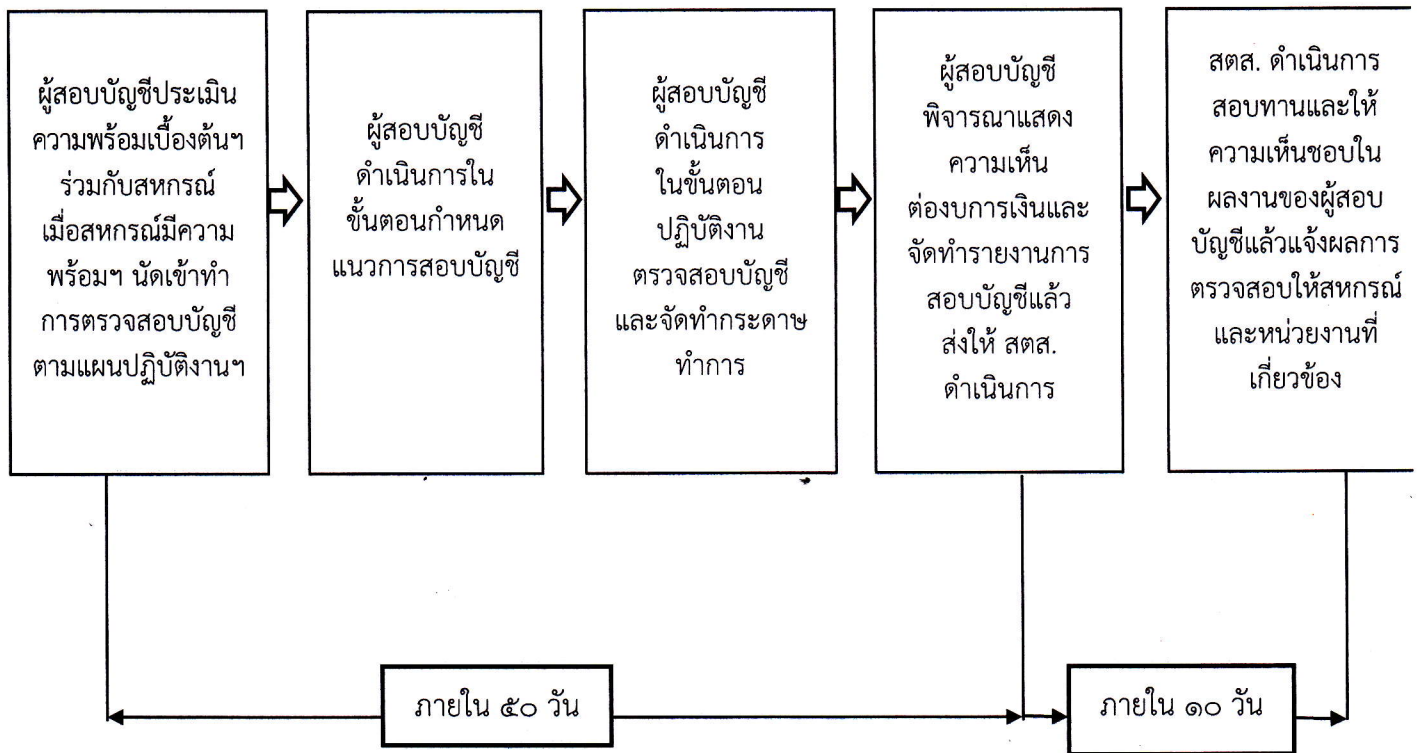 ผู้สอบบัญชีประเมิน
ความพร้อมเบื้องต้นฯ
ร่วมกับสหกรณ์
เมื่อสหกรณ์มีความ
พร้อมฯ นัดเข้าทำ
การตรวจสอบบัญชี
ตามแผนปฏิบัติงานฯ
ผู้สอบบัญชี
ดำเนินการใน
ขั้นตอนกำหนด
แนวการสอบบัญชี
ผู้สอบบัญชี
ดำเนินการ
ในขั้นตอน
ปฏิบัติงาน
ตรวจสอบบัญชี
และจัดทำกระดาษ
ทำการ
ผู้สอบบัญชี
พิจารณาแสดง
ความเห็น
ต่องบการเงินและ
จัดทำรายงานการ
สอบบัญชีแล้ว
ส่งให้ สตส.
ดำเนินการ
สตส. ดำเนินการ
สอบทานและให้
ความเห็นชอบใน
ผลงานของผู้สอบ
บัญชีแล้วแจ้งผลการ
ตรวจสอบให้สหกรณ์
และหน่วยงานที่
เกี่ยวข้อง
ภายใน ๕๐ วัน
ภายใน ๑๐ วัน